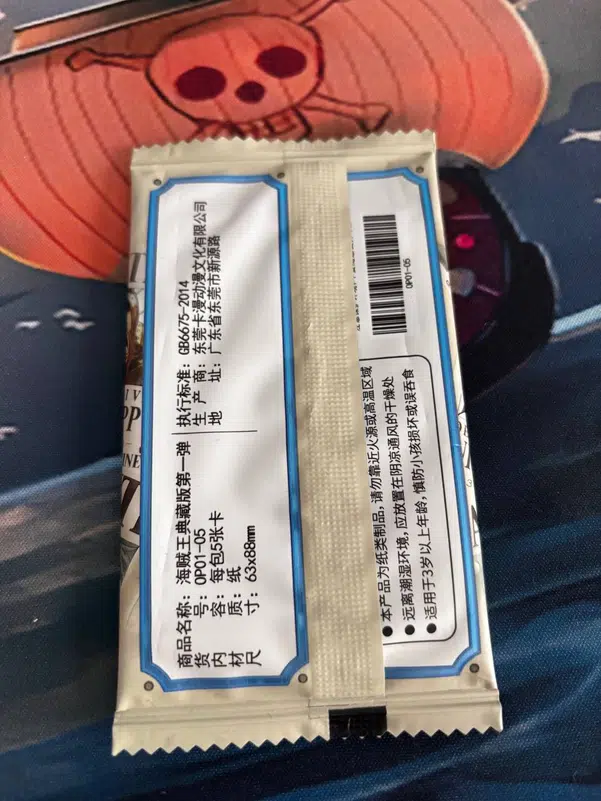 商品名称：海贼王典藏版第一弹
货号：OP01-05
内容：每包5张卡
材质：纸
尺寸：63x88mm
执行标准：GB6675-2014
生产商：东莞卡漫动漫文化有限公司
地址：广东省东莞市新源路
OP01-05
●本产品为纸类制品，请勿靠近火源或高温区域
●远离潮湿环境，应放置在阴凉通风的干燥处
●适用于3岁以上年龄，慎防小孩损坏或误吞食